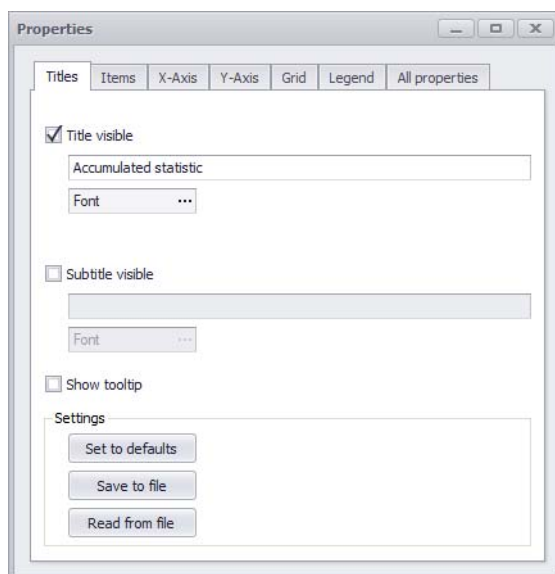 Properties
Titles Items X-Axis Y-Axis Grid Legend All properties
Title visible
Accumulated statistic
Font ...
Subtitle visible
Font ...
Show tooltip
Settings
Set to defaults
Save to file
Read from file